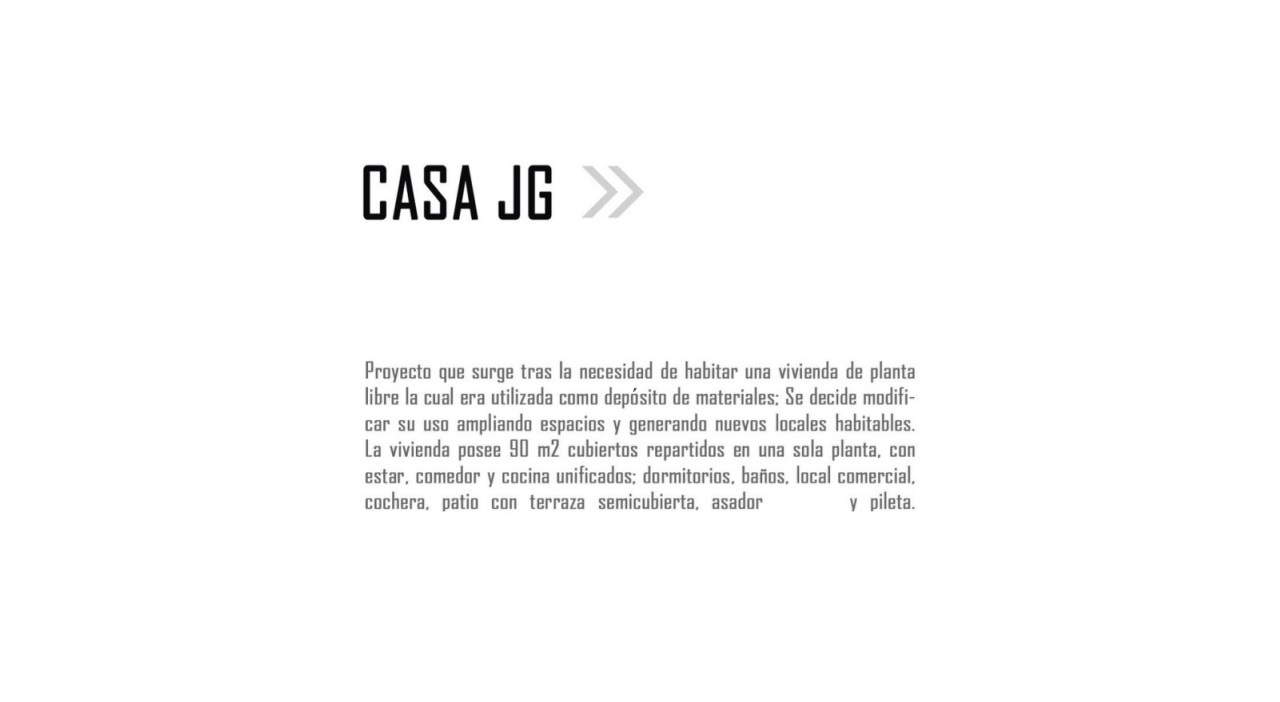 CASA JG
Proyecto que surge tras la necesidad de habitar una vivienda de planta
libre la cual era utilizada como depósito de materiales; Se decide modifi-
car su uso ampliando espacios y generando nuevos locales habitables.
La vivienda posee 90 m2 cubiertos repartidos en una sola planta, con
estar, comedor y cocina unificados; dormitorios, baños, local comercial,
cochera, patio con terraza semicubierta, asador y pileta.